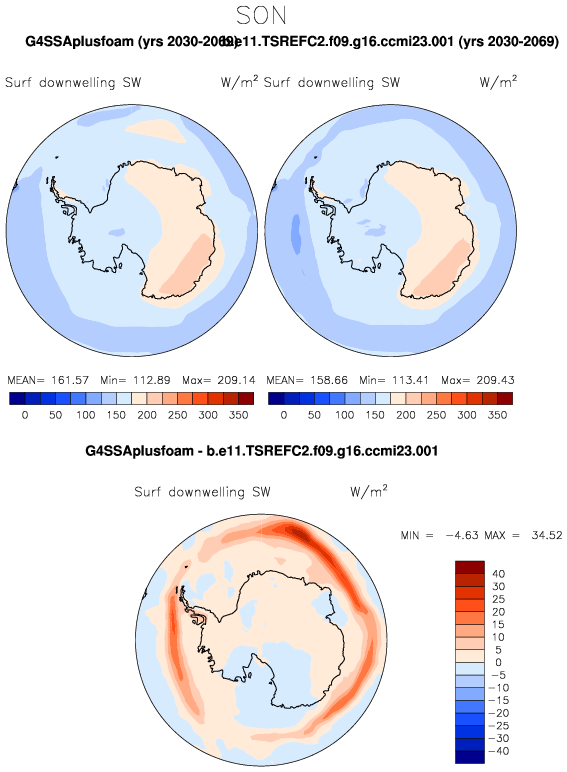 SON
G4SSAplusfoam (yrs 2030-2069) b.e11.TSREFC2.f09.g16.ccmi23.001 (yrs 2030-2069)
Surf downwelling SW W/m² Surf downwelling SW W/m²
MEAN= 161.57 Min= 112.89 Max= 209.14 MEAN= 158.66 Min= 113.41 Max= 209.43
0 50 100 150 200 250 300 350 0 50 100 150 200 250 300 350
G4SSAplusfoam - b.e11.TSREFC2.f09.g16.ccmi23.001
Surf downwelling SW W/m²
MIN = -4.63 MAX = 34.52
40
30
25
20
15
10
5
0
-5
-10
-15
-20
-25
-30
-40